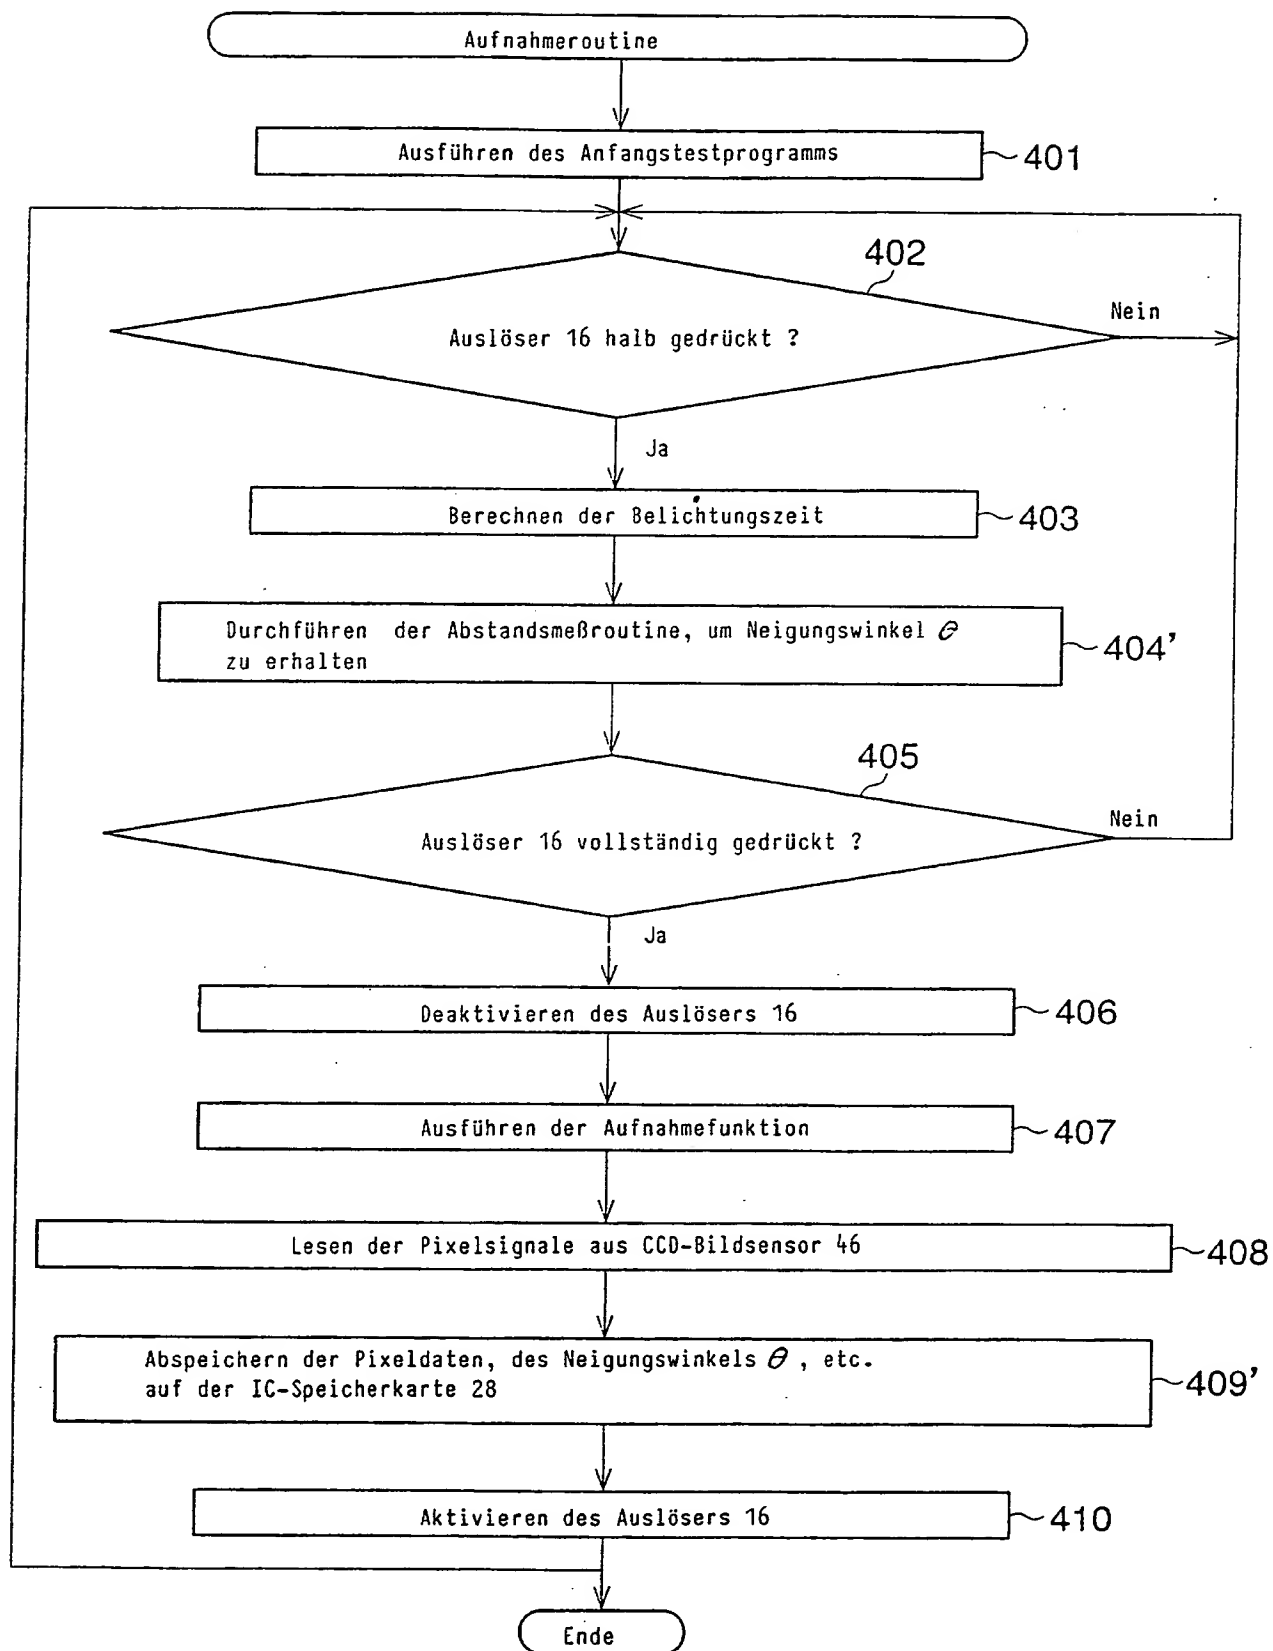 Aufnahmeroutine
Ausführen des Anfangstestprogramms
401
402
Auslöser 16 halb gedrückt ?
Nein
Ja
Berechnen der Belichtungszeit
403
Durchführen der Abstandsmeßroutine, um Neigungswinkel Θ
zu erhalten
404'
405
Auslöser 16 vollständig gedrückt ?
Nein
Ja
Deaktivieren des Auslösers 16
406
Ausführen der Aufnahmefunktion
407
Lesen der Pixelsignale aus CCD-Bildsensor 46
408
Abspeichern der Pixeldaten, des Neigungswinkels Θ , etc.
auf der IC-Speicherkarte 28
409'
Aktivieren des Auslösers 16
410
Ende